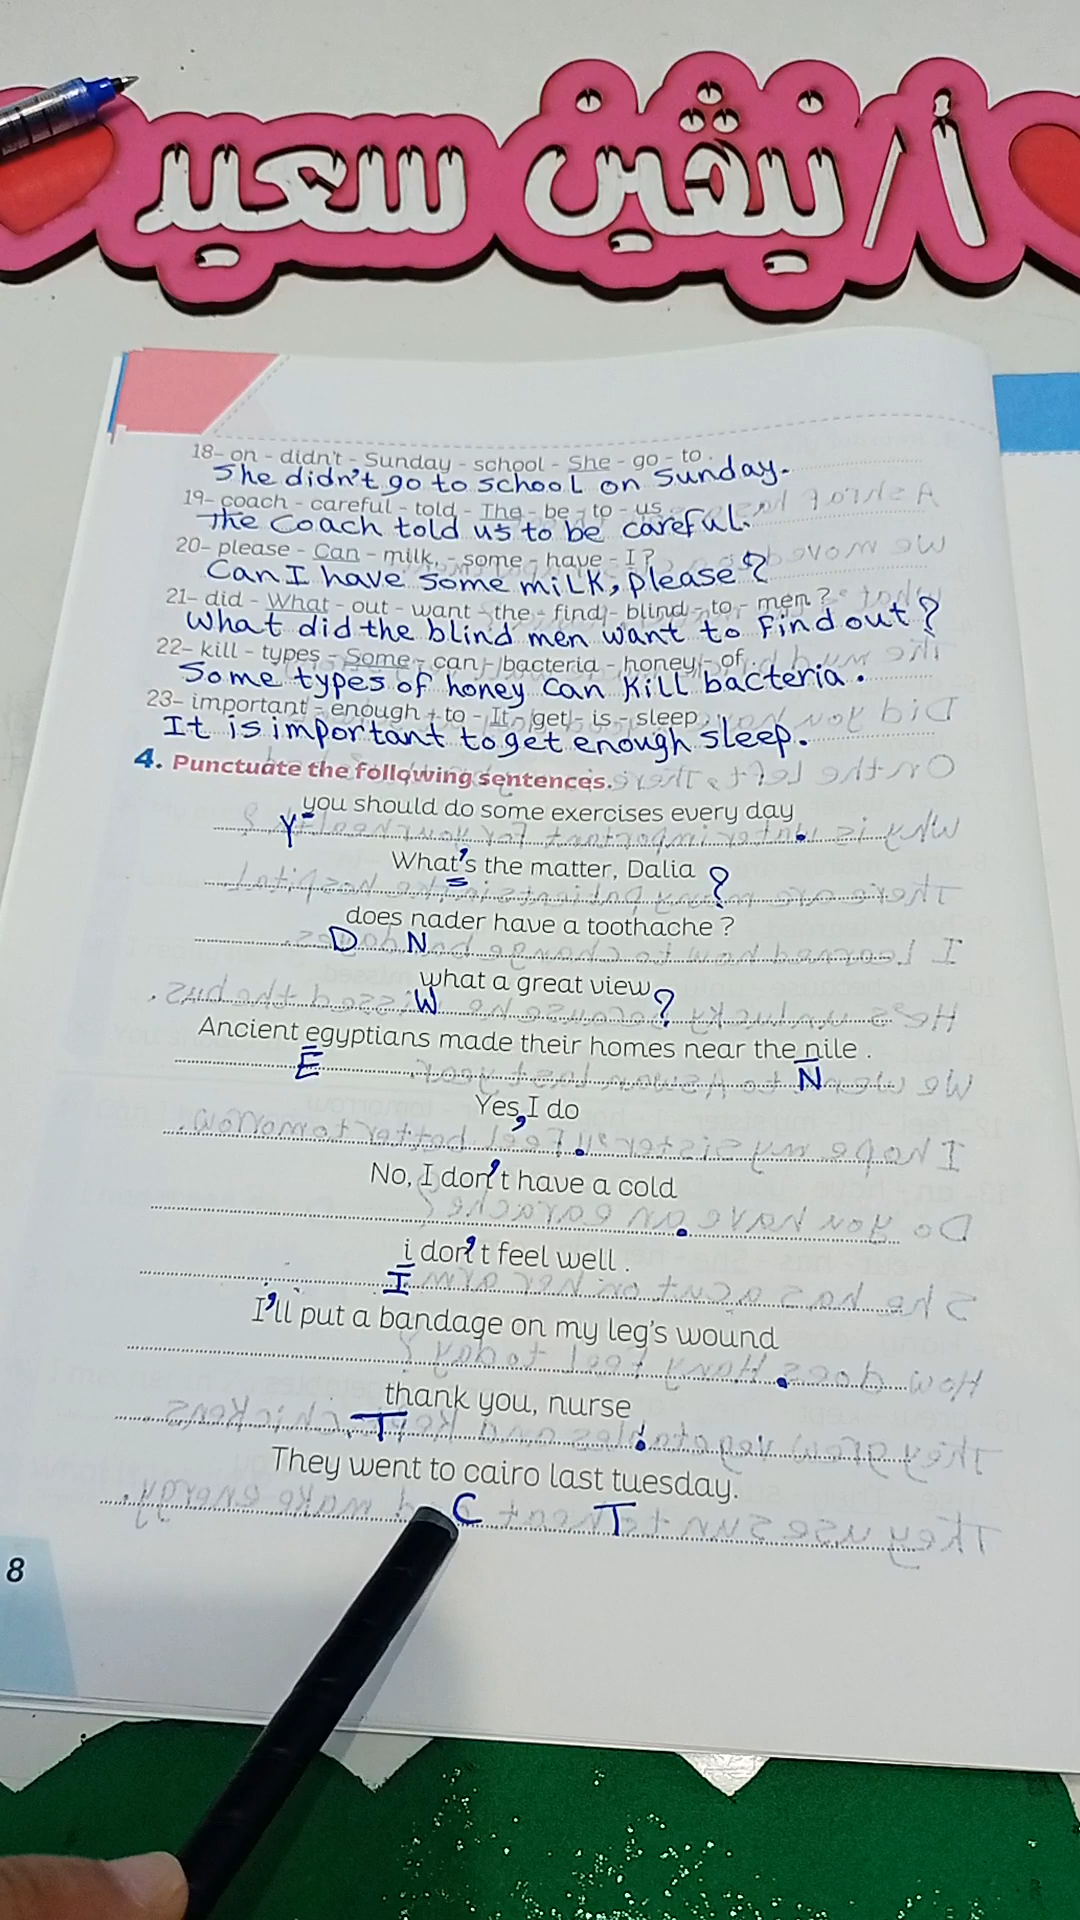 أ/نيڤين سعيد
18- on - didn't - Sunday - school - She - go - to .
She didn't go to school on Sunday.
19- coach - careful - told - The - be - to - us
The coach told us to be careful.
20- please - Can - milk, - some - have - I ?
Can I have some milk, please?
21- did - What - out - want - the - find - blind - to - men ?
What did the blind men want to find out?
22- kill - types - Some - can - bacteria - honey - of .
Some types of honey can kill bacteria.
23- important - enough - to - It - get - is - sleep
It is important to get enough sleep.
4. Punctuate the following sentences.
you should do some exercises every day
Y .
What's the matter, Dalia ?
s
does nader have a toothache ?
D N
what a great view ?
W
Ancient egyptians made their homes near the nile .
E N
Yes, I do
.
No, I don't have a cold
.
i don't feel well .
I
I'll put a bandage on my leg's wound
.
thank you, nurse
T .
They went to cairo last tuesday.
C T
8